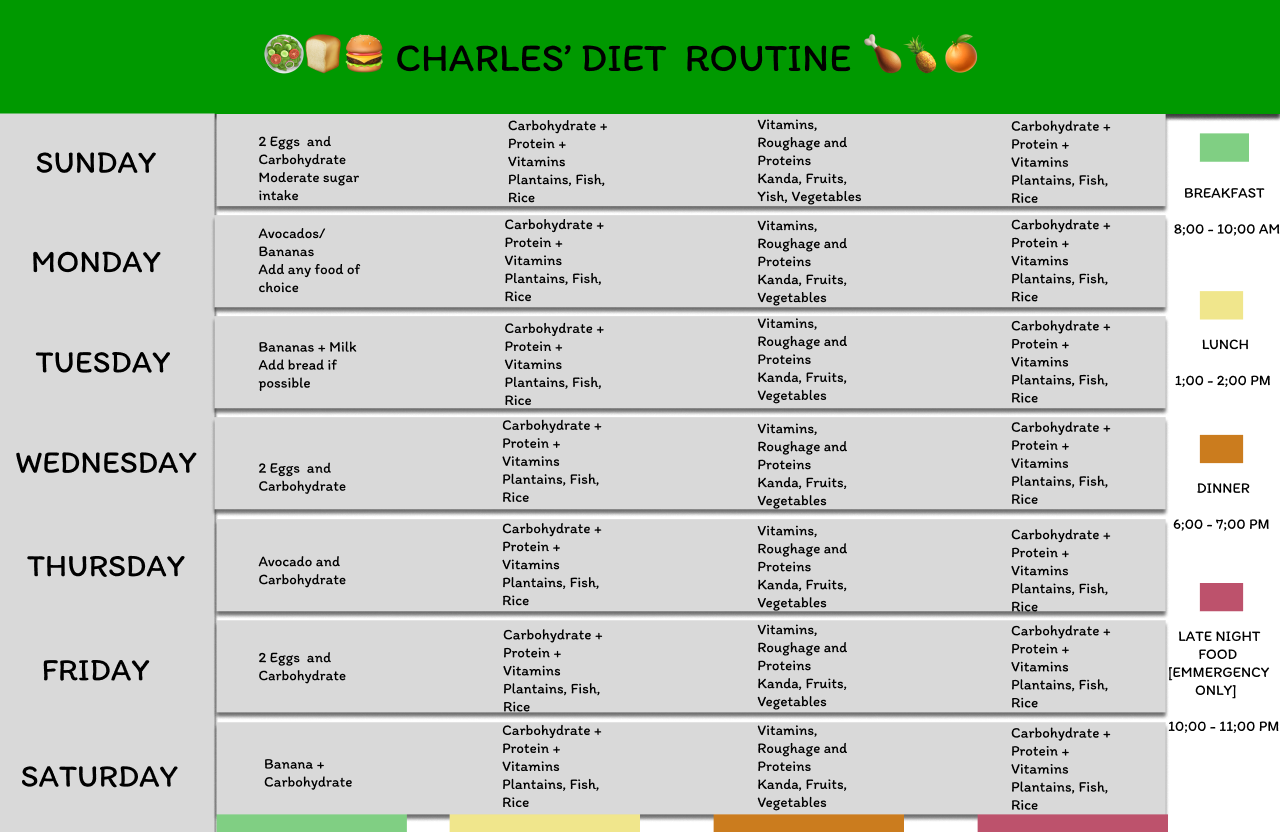 CHARLES’ DIET ROUTINE
SUNDAY
2 Eggs and
Carbohydrate
Moderate sugar
intake
Carbohydrate +
Protein +
Vitamins
Plantains, Fish,
Rice
Vitamins,
Roughage and
Proteins
Kanda, Fruits,
Yish, Vegetables
Carbohydrate +
Protein +
Vitamins
Plantains, Fish,
Rice
MONDAY
Avocados/
Bananas
Add any food of
choice
Carbohydrate +
Protein +
Vitamins
Plantains, Fish,
Rice
Vitamins,
Roughage and
Proteins
Kanda, Fruits,
Vegetables
Carbohydrate +
Protein +
Vitamins
Plantains, Fish,
Rice
TUESDAY
Bananas + Milk
Add bread if
possible
Carbohydrate +
Protein +
Vitamins
Plantains, Fish,
Rice
Vitamins,
Roughage and
Proteins
Kanda, Fruits,
Vegetables
Carbohydrate +
Protein +
Vitamins
Plantains, Fish,
Rice
WEDNESDAY
2 Eggs and
Carbohydrate
Carbohydrate +
Protein +
Vitamins
Plantains, Fish,
Rice
Vitamins,
Roughage and
Proteins
Kanda, Fruits,
Vegetables
Carbohydrate +
Protein +
Vitamins
Plantains, Fish,
Rice
THURSDAY
Avocado and
Carbohydrate
Carbohydrate +
Protein +
Vitamins
Plantains, Fish,
Rice
Vitamins,
Roughage and
Proteins
Kanda, Fruits,
Vegetables
Carbohydrate +
Protein +
Vitamins
Plantains, Fish,
Rice
FRIDAY
2 Eggs and
Carbohydrate
Carbohydrate +
Protein +
Vitamins
Plantains, Fish,
Rice
Vitamins,
Roughage and
Proteins
Kanda, Fruits,
Vegetables
Carbohydrate +
Protein +
Vitamins
Plantains, Fish,
Rice
SATURDAY
Banana +
Carbohydrate
Carbohydrate +
Protein +
Vitamins
Plantains, Fish,
Rice
Vitamins,
Roughage and
Proteins
Kanda, Fruits,
Vegetables
Carbohydrate +
Protein +
Vitamins
Plantains, Fish,
Rice
BREAKFAST
8;00 - 10;00 AM
LUNCH
1;00 - 2;00 PM
DINNER
6;00 - 7;00 PM
LATE NIGHT
FOOD
[EMMERGENCY
ONLY]
10;00 - 11;00 PM